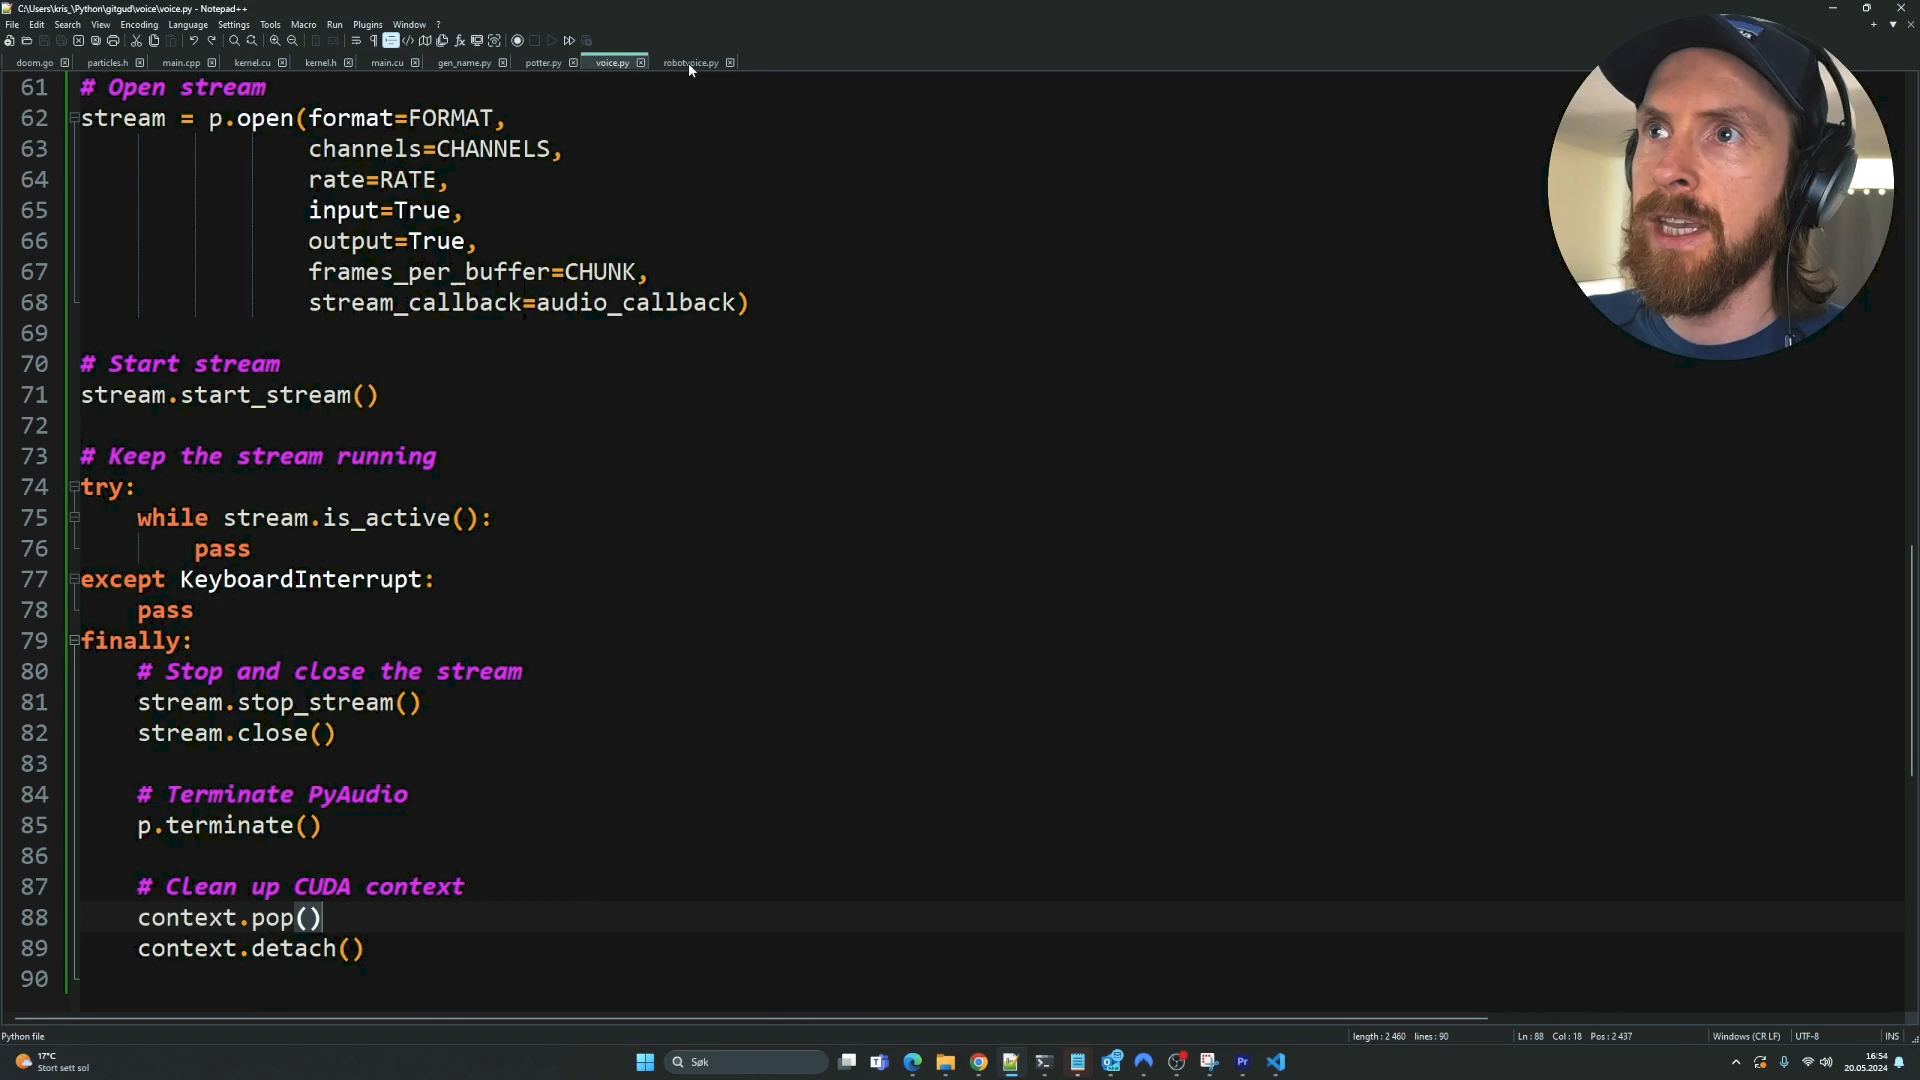 C:\Users\kris_\Python\gitgud\voice\voice.py - Notepad++
File Edit Search View Encoding Language Settings Tools Macro Run Plugins Window ?
doom.go particles.h main.cpp kernel.cu kernel.h main.cu gen_name.py potter.py voice.py robotvoice.py
61 # Open stream
62 stream = p.open(format=FORMAT,
63 channels=CHANNELS,
64 rate=RATE,
65 input=True,
66 output=True,
67 frames_per_buffer=CHUNK,
68 stream_callback=audio_callback)
69
70 # Start stream
71 stream.start_stream()
72
73 # Keep the stream running
74 try:
75 while stream.is_active():
76 pass
77 except KeyboardInterrupt:
78 pass
79 finally:
80 # Stop and close the stream
81 stream.stop_stream()
82 stream.close()
83
84 # Terminate PyAudio
85 p.terminate()
86
87 # Clean up CUDA context
88 context.pop()
89 context.detach()
90
Python file length : 2 460 lines : 90 Ln : 88 Col : 18 Pos : 2 437 Windows (CR LF) UTF-8 INS
17°C
Stort sett sol
Søk
16:54
20.05.2024